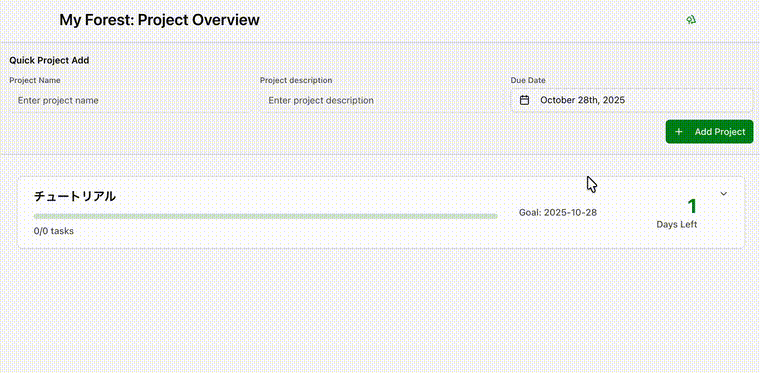 My Forest: Project Overview
Quick Project Add
Project Name
Project description
Due Date
Enter project name
Enter project description
October 28th, 2025
Add Project
チュートリアル
0/0 tasks
Goal: 2025-10-28
1
Days Left